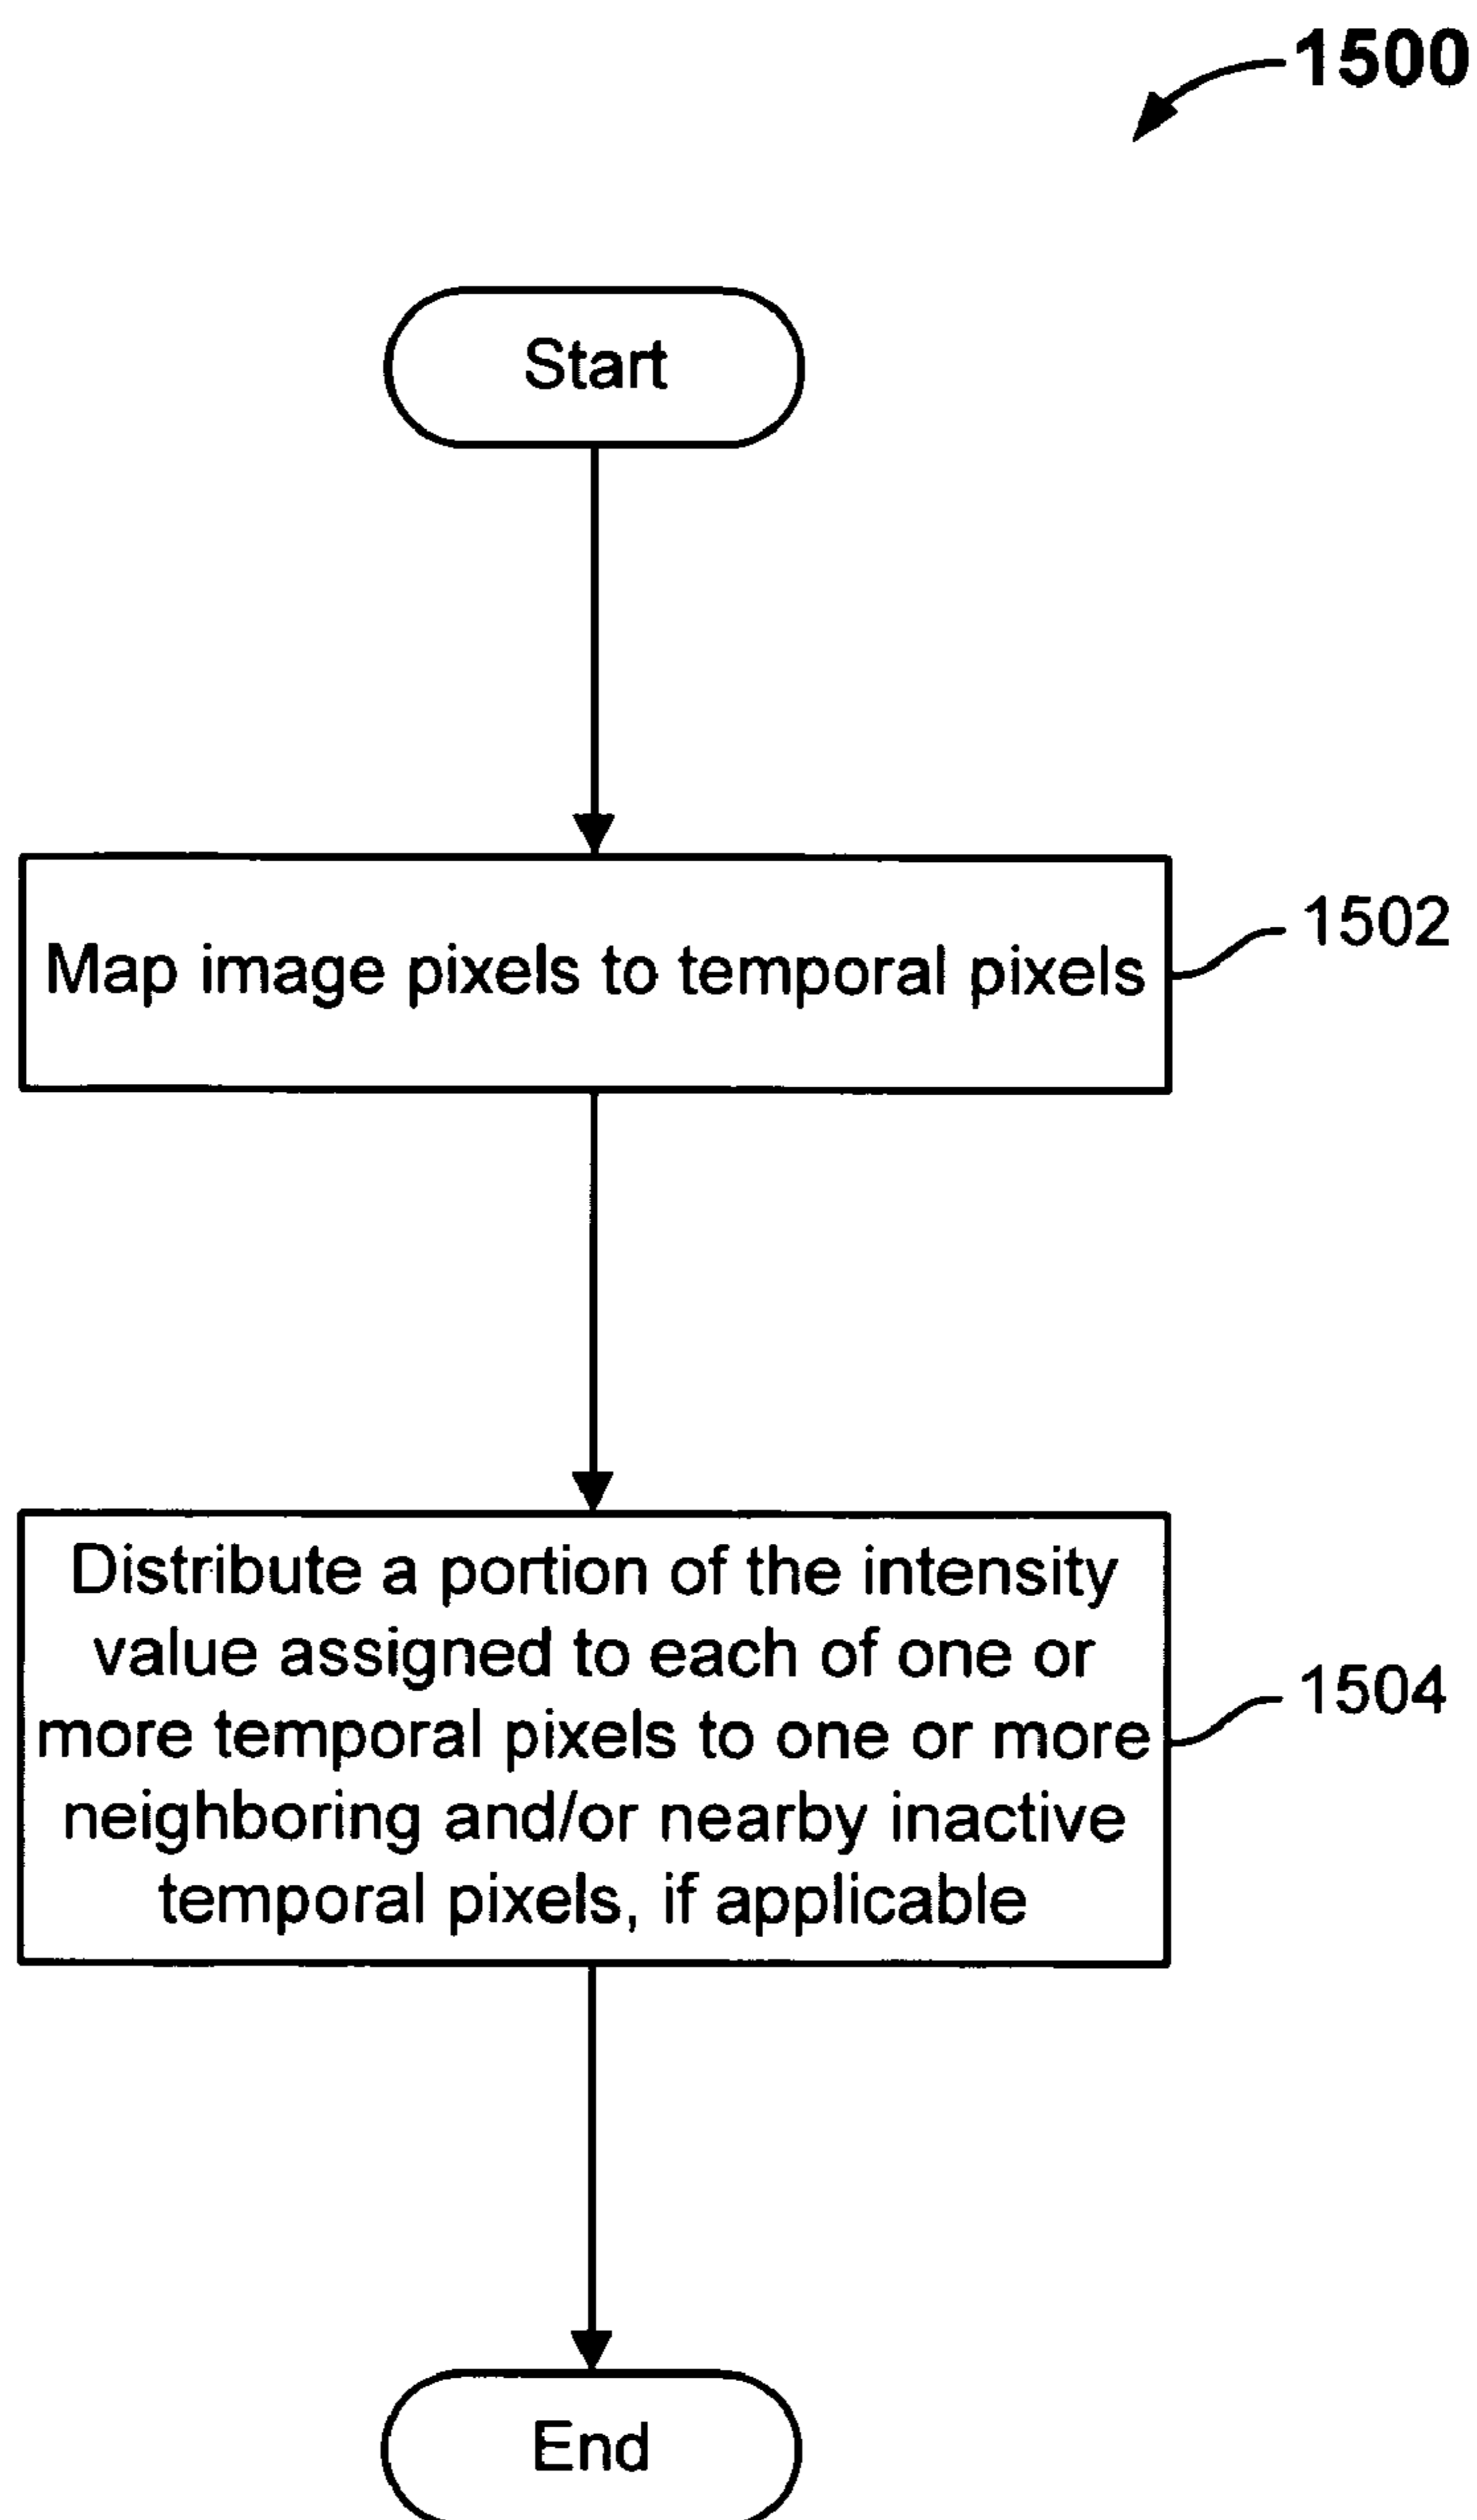 1500
Start
Map image pixels to temporal pixels
1502
Distribute a portion of the intensity
value assigned to each of one or
more temporal pixels to one or more
neighboring and/or nearby inactive
temporal pixels, if applicable
1504
End